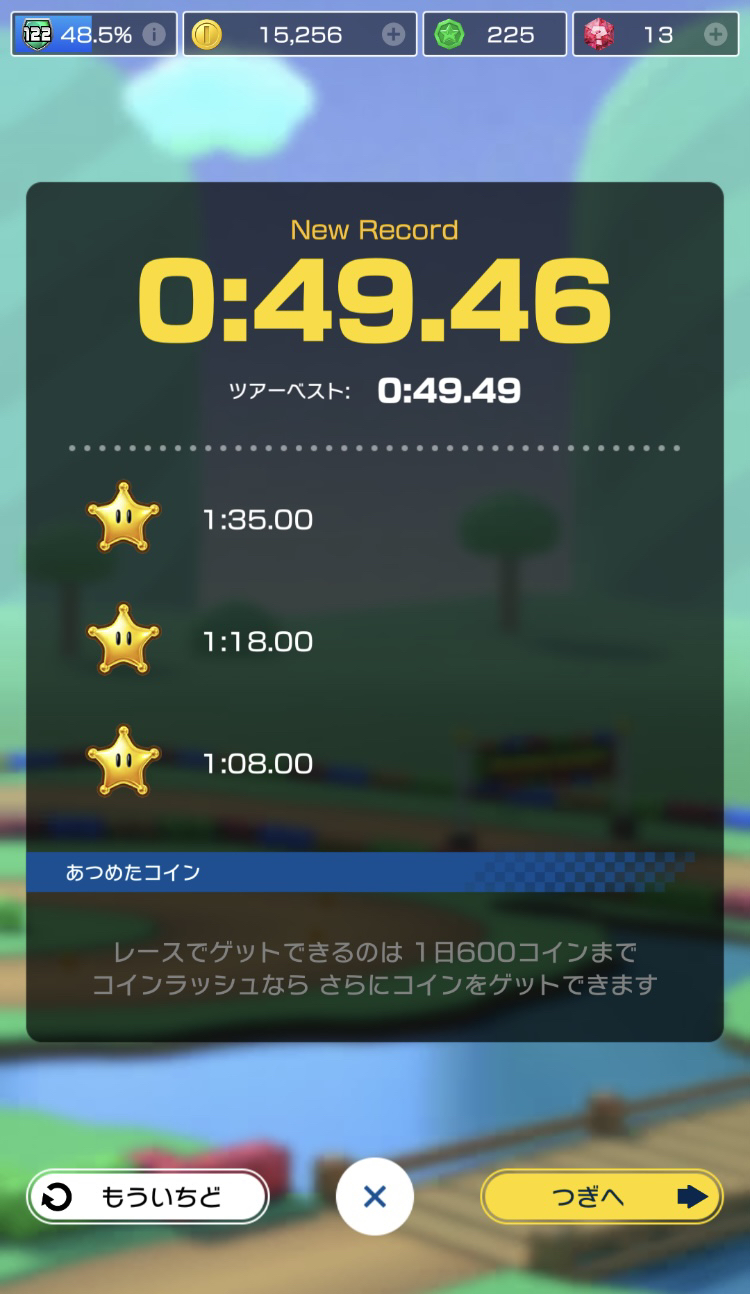 122 48.5% i 15,256 + 225 13 +
New Record
0:49.46
ツアーベスト: 0:49.49
1:35.00
1:18.00
1:08.00
あつめたコイン
レースでゲットできるのは 1日600コインまで
コインラッシュなら さらにコインをゲットできます
もういちど × つぎへ